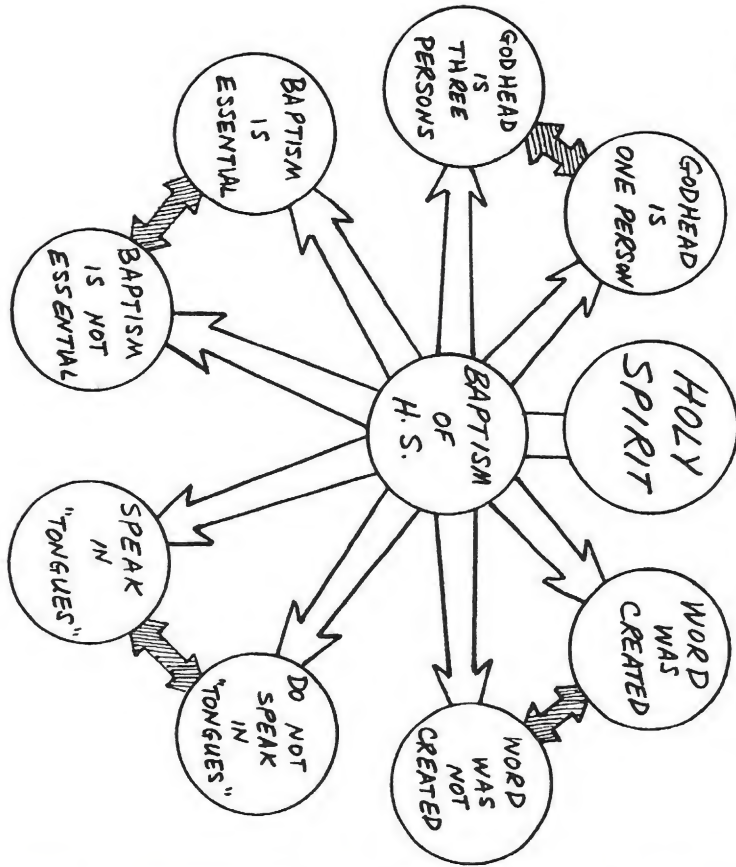 HOLY
SPIRIT
GODHEAD
IS
ONE PERSON
WORD
WAS
CREATED
GODHEAD
IS
THREE
PERSONS
BAPTISM
OF
H.S.
WORD
WAS
NOT
CREATED
BAPTISM
IS
ESSENTIAL
DO NOT
SPEAK
IN
"TONGUES"
BAPTISM
IS NOT
ESSENTIAL
SPEAK
IN
"TONGUES"